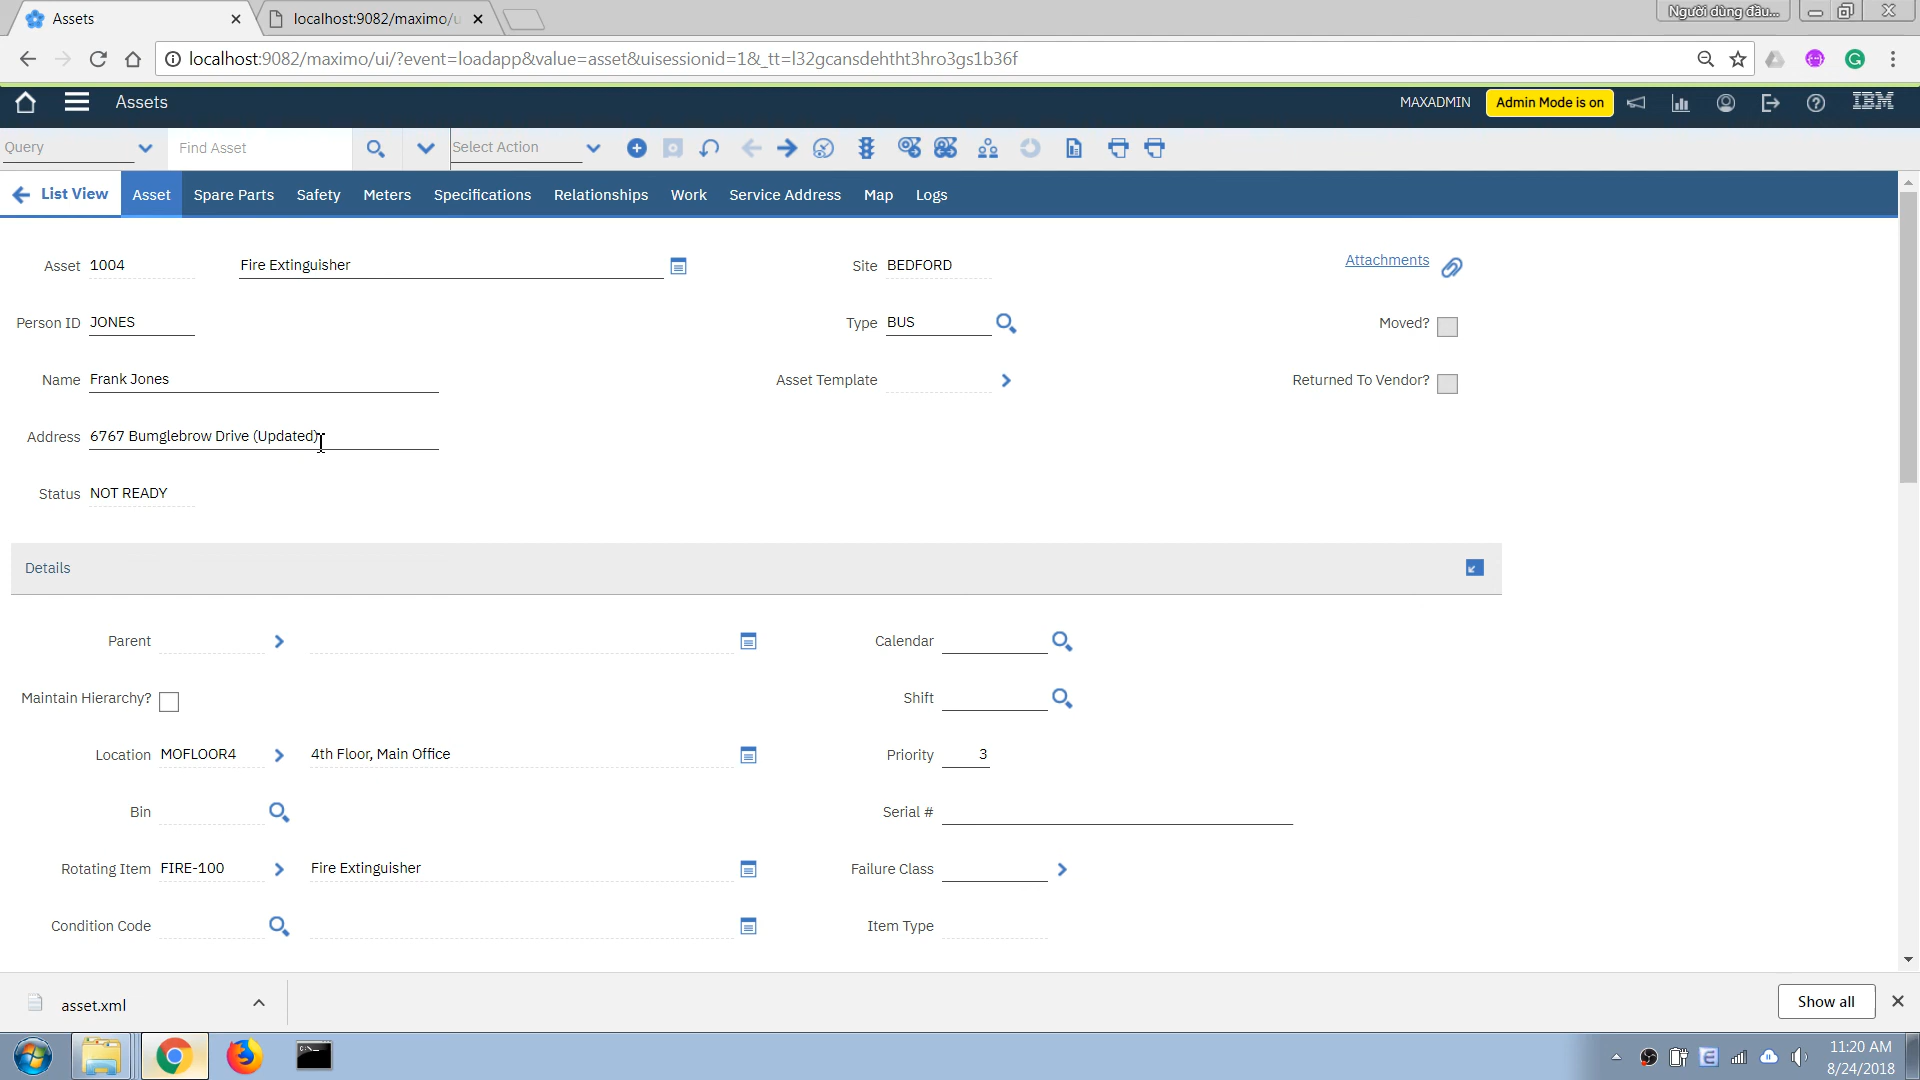 Assets
localhost:9082/maximo/u
Người dùng đầu...
localhost:9082/maximo/ui/?event=loadapp&value=asset&uisessionid=1&_tt=l32gcansdehtht3hro3gs1b36f
Assets
MAXADMIN
Admin Mode is on
IBM
Query
Find Asset
Select Action
List View
Asset
Spare Parts
Safety
Meters
Specifications
Relationships
Work
Service Address
Map
Logs
Asset 1004 Fire Extinguisher
Site BEDFORD
Attachments
Person ID JONES
Type BUS
Moved?
Name Frank Jones
Asset Template
Returned To Vendor?
Address 6767 Bumglebrow Drive (Updated)
Status NOT READY
Details
Parent
Calendar
Maintain Hierarchy?
Shift
Location MOFLOOR4 4th Floor, Main Office
Priority 3
Bin
Serial #
Rotating Item FIRE-100 Fire Extinguisher
Failure Class
Condition Code
Item Type
asset.xml
Show all
11:20 AM
8/24/2018